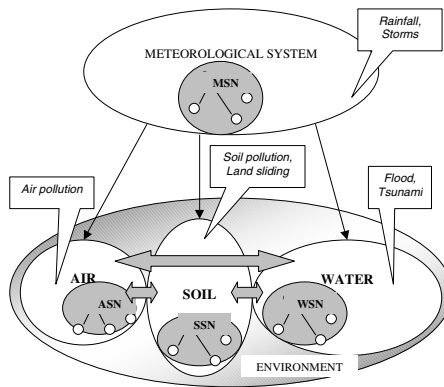 Rainfall,
Storms
METEOROLOGICAL SYSTEM
MSN
Soil pollution,
Land sliding
Air pollution
Flood,
Tsunami
AIR
SOIL
WATER
ASN
SSN
WSN
ENVIRONMENT